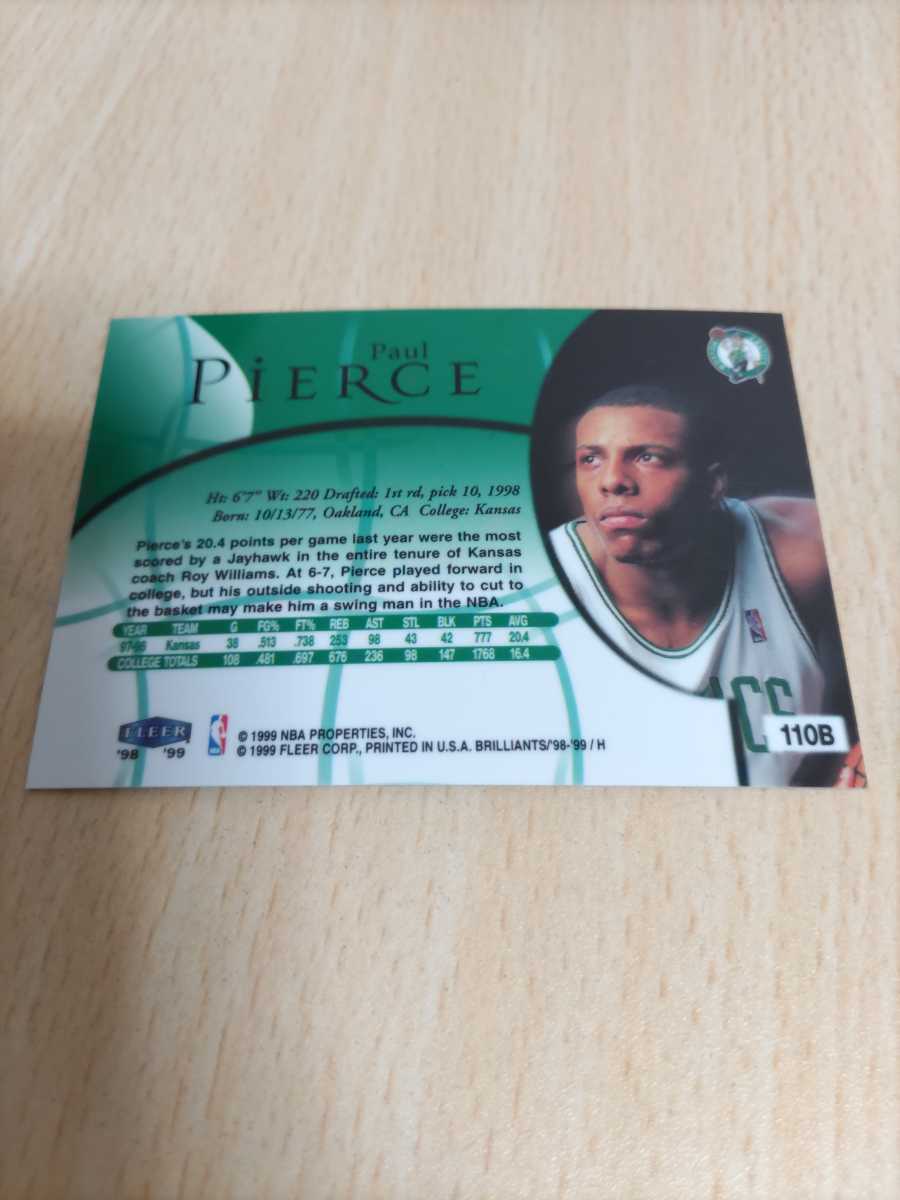 Paul
PiERCE
Ht: 6'7" Wt: 220 Drafted: 1st rd, pick 10, 1998
Born: 10/13/77, Oakland, CA College: Kansas
Pierce's 20.4 points per game last year were the most
scored by a Jayhawk in the entire tenure of Kansas
coach Roy Williams. At 6-7, Pierce played forward in
college, but his outside shooting and ability to cut to
the basket may make him a swing man in the NBA.
YEAR TEAM G FG% FT% REB AST STL BLK PTS AVG
97-98 Kansas 38 .513 .738 253 98 43 42 777 20.4
COLLEGE TOTALS 108 .481 .697 676 236 98 147 1768 16.4
FLEER
'98 '99
NBA
© 1999 NBA PROPERTIES, INC.
© 1999 FLEER CORP., PRINTED IN U.S.A. BRILLIANTS/'98-'99 / H
110B